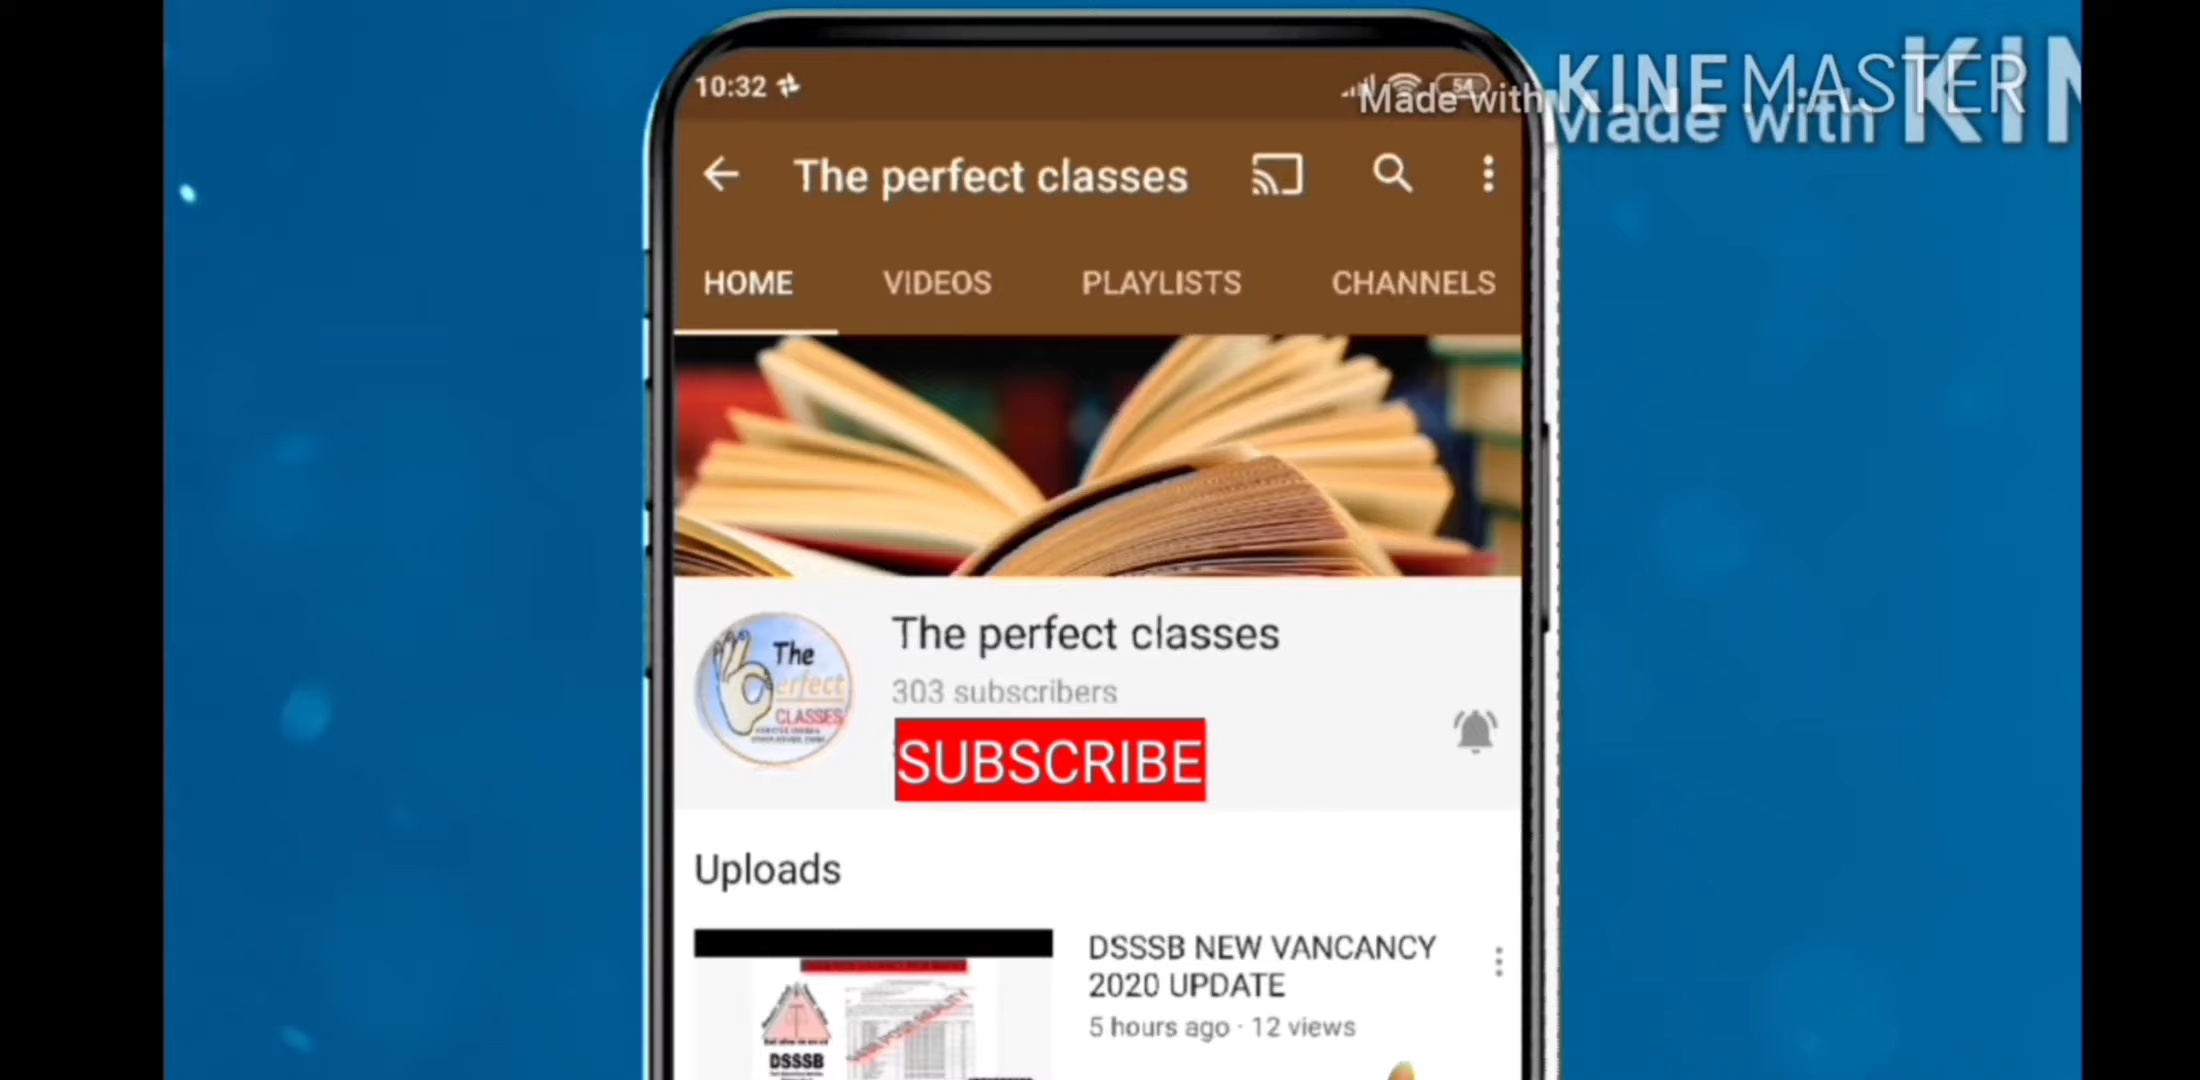 10:32
54
Made with KINEMASTER
Made with KIN
The perfect classes
HOME VIDEOS PLAYLISTS CHANNELS
The perfect classes
303 subscribers
The
erfect
CLASSES
SUBSCRIBE
Uploads
DSSSB NEW VANCANCY
2020 UPDATE
5 hours ago · 12 views
DSSSB